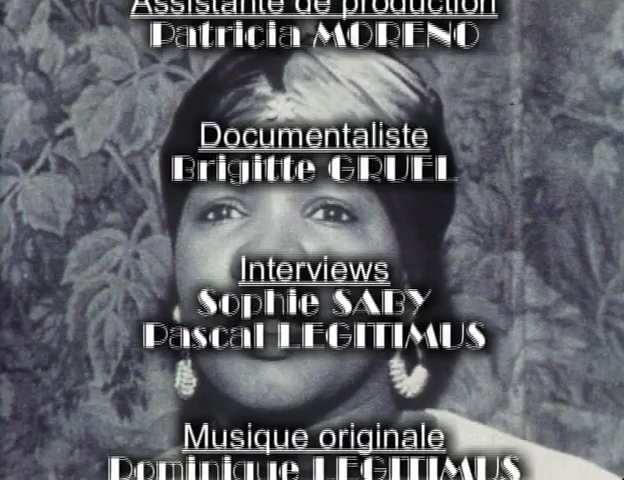 Assistante de production
Patricia MORENO
Documentaliste
Brigitte GRUEL
Interviews
Sophie SABY
Pascal LEGITIMUS
Musique originale
Dominique LEGITIMUS